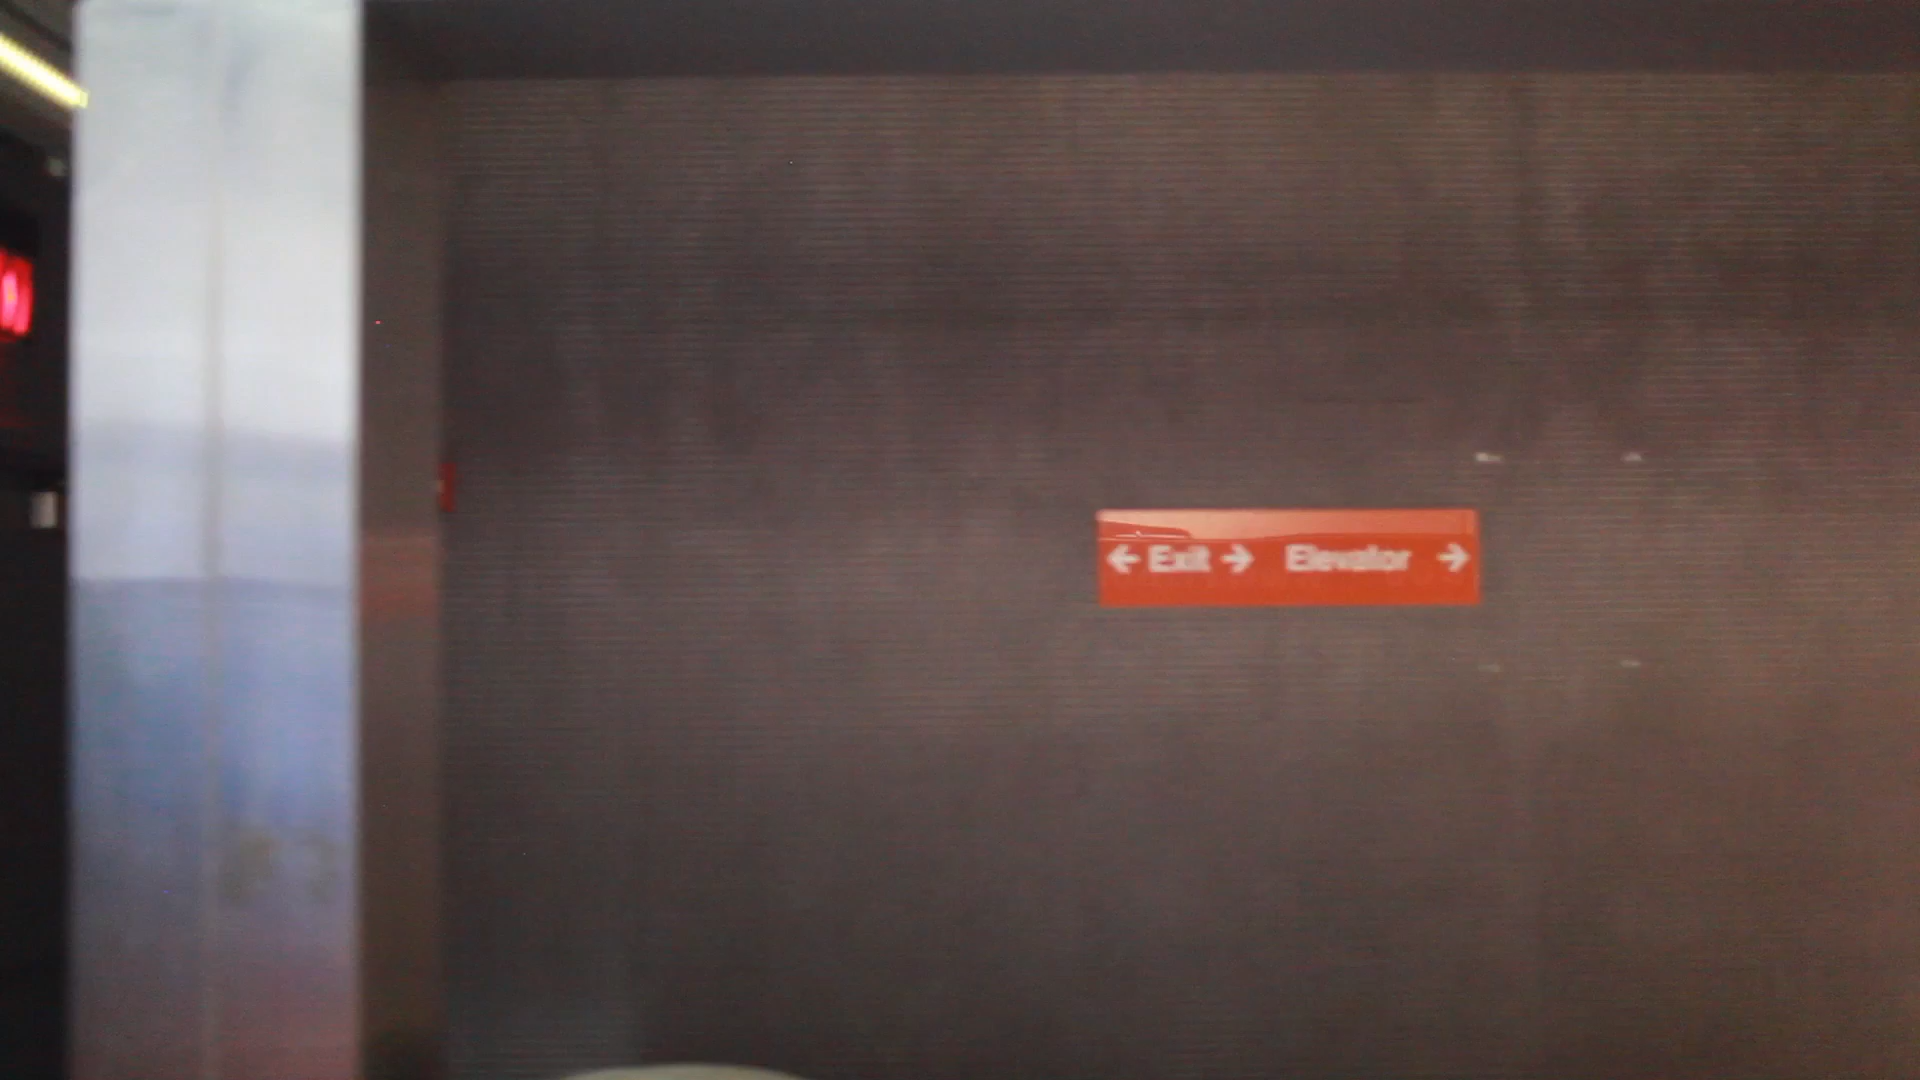 ← Exit → Elevator →